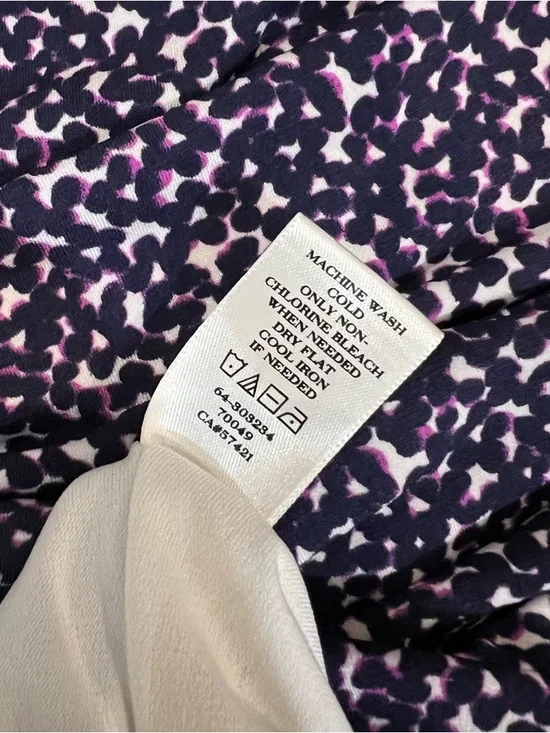 MACHINE WASH
COLD
ONLY NON-
CHLORINE BLEACH
WHEN NEEDED
DRY FLAT
COOL IRON
IF NEEDED
64-303234
70049
CA#57421